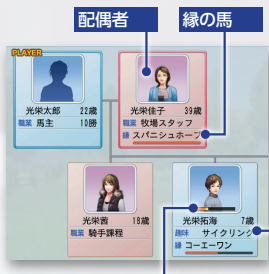 配偶者
縁の馬
PLAYER
光栄太郎 22歳
職業 馬主 10勝
光栄佳子 39歳
職業 牧場スタッフ
縁 スパニシュホープ
光栄茜 18歳
職業 騎手課程
光栄拓海 7歳
趣味 サイクリング
縁 コーエーワン